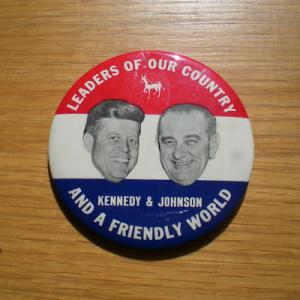 LEADERS OF OUR COUNTRY
KENNEDY & JOHNSON
AND A FRIENDLY WORLD